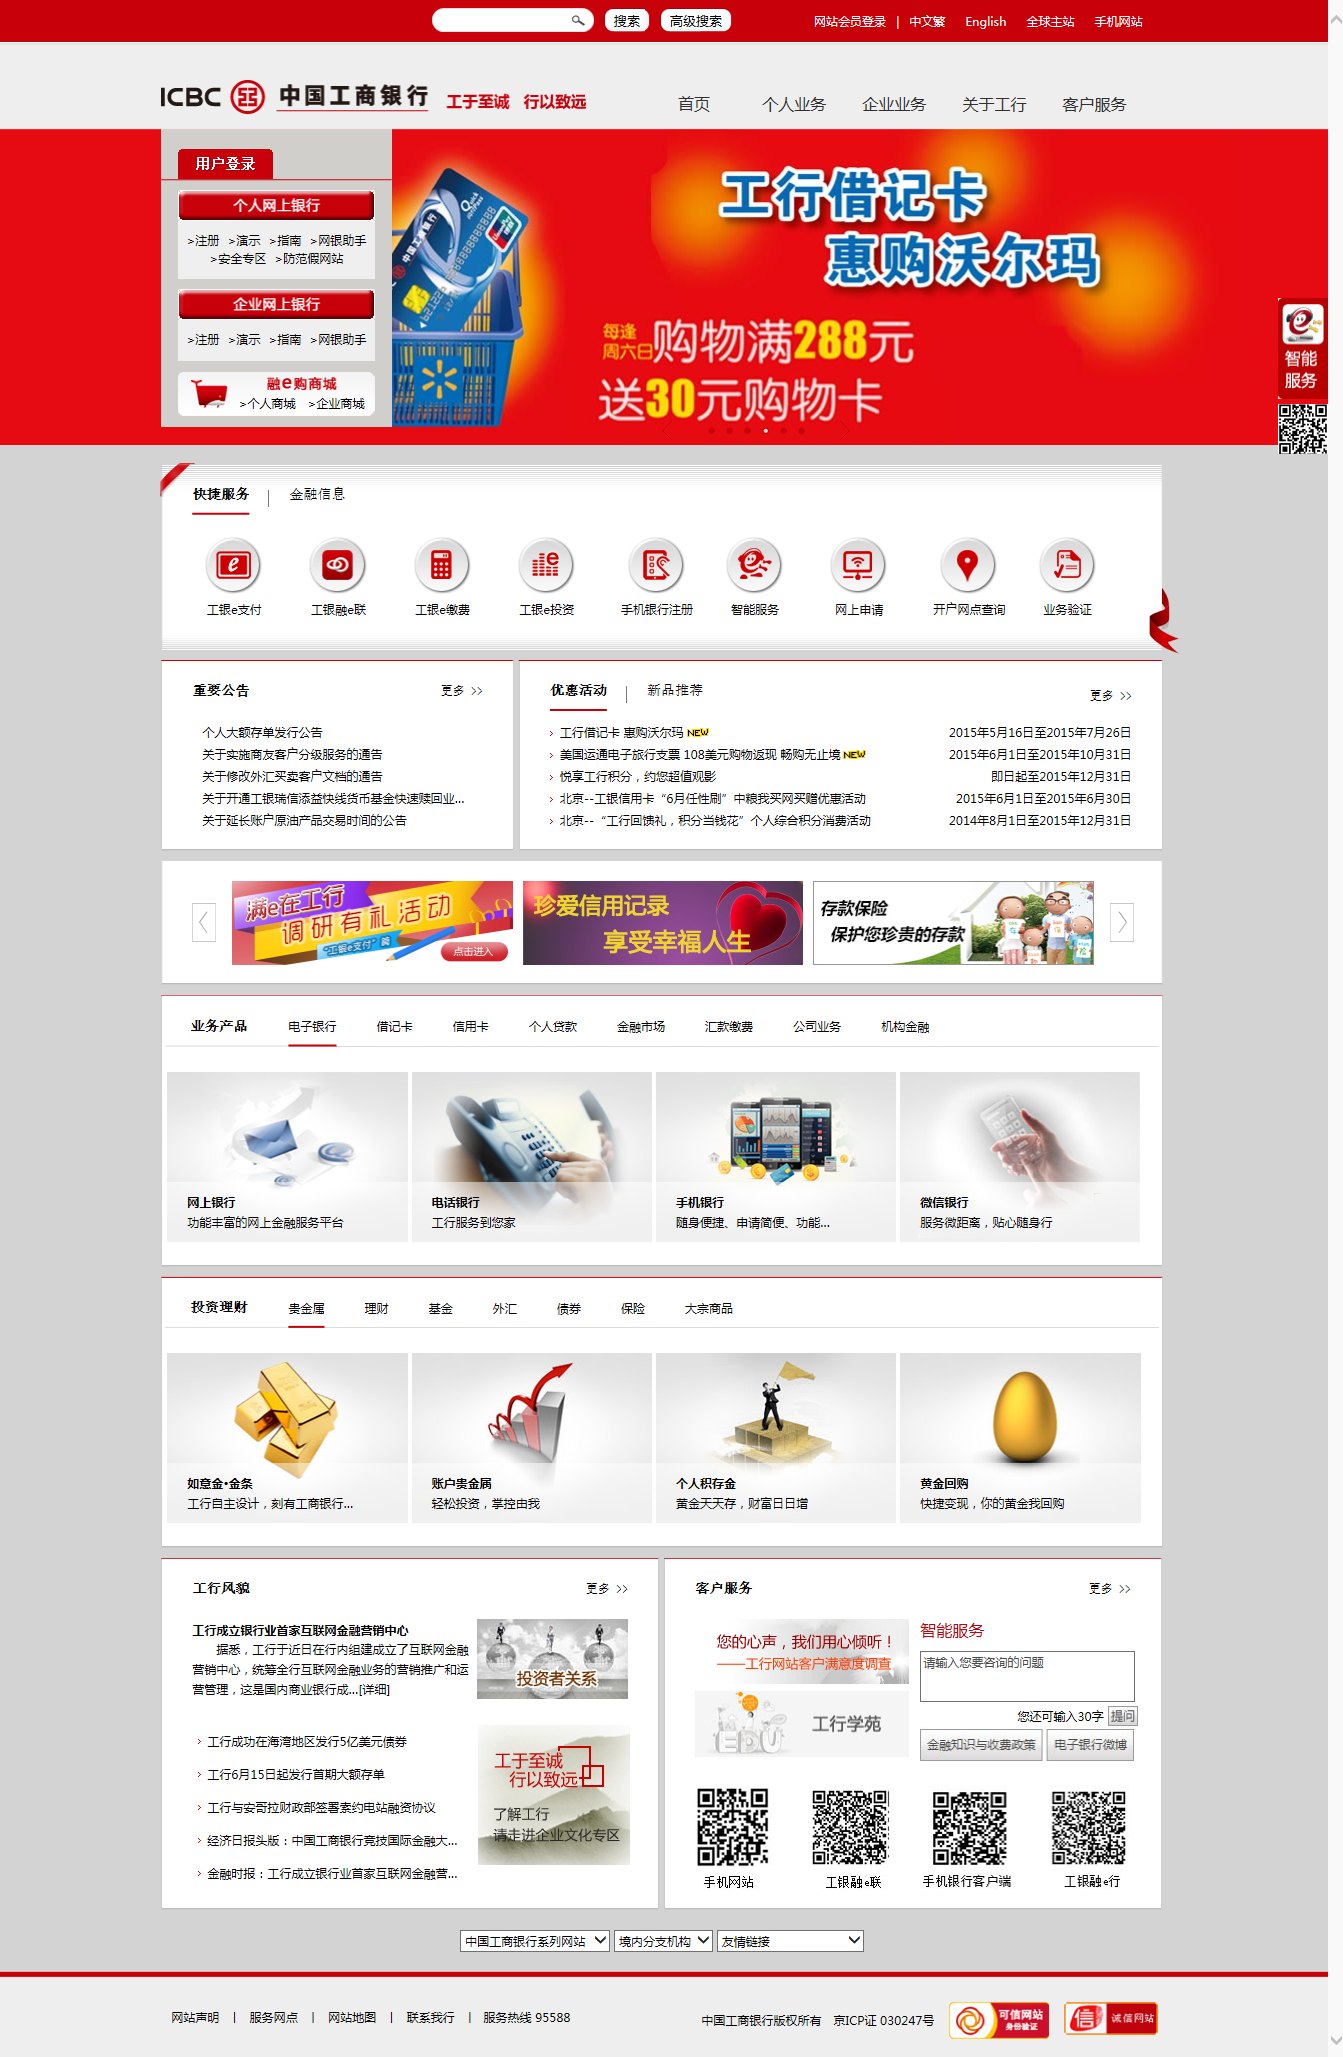 搜索 高级搜索 网站会员登录 | 中文繁 English 全球主站 手机网站
ICBC 中国工商银行 工于至诚 行以致远
首页 个人业务 企业业务 关于工行 客户服务
用户登录
个人网上银行
>注册 >演示 >指南 >网银助手
>安全专区 >防范假网站
企业网上银行
>注册 >演示 >指南 >网银助手
融e购商城
>个人商城 >企业商城
工行借记卡
惠购沃尔玛
每逢
周六日购物满288元
送30元购物卡
智能
服务
快捷服务 | 金融信息
工银e支付 工银融e联 工银e缴费 工银e投资 手机银行注册 智能服务 网上申请 开户网点查询 业务验证
重要公告 更多 >>
个人大额存单发行公告
关于实施商友客户分级服务的通告
关于修改外汇买卖客户文档的通告
关于开通工银瑞信添益快线货币基金快速赎回业...
关于延长账户原油产品交易时间的公告
优惠活动 | 新品推荐 更多 >>
工行借记卡 惠购沃尔玛 NEW 2015年5月16日至2015年7月26日
美国运通电子旅行支票 108美元购物返现 畅购无止境 NEW 2015年6月1日至2015年10月31日
悦享工行积分，约您超值观影 即日起至2015年12月31日
北京--工银信用卡“6月任性刷”中粮我买网买赠优惠活动 2015年6月1日至2015年6月30日
北京--“工行回馈礼，积分当钱花”个人综合积分消费活动 2014年8月1日至2015年12月31日
满e在工行
调研有礼活动
“工银e支付”篇
点击进入
珍爱信用记录
享受幸福人生
存款保险
保护您珍贵的存款
业务产品 电子银行 借记卡 信用卡 个人贷款 金融市场 汇款缴费 公司业务 机构金融
网上银行
功能丰富的网上金融服务平台
电话银行
工行服务到您家
手机银行
随身便捷、申请简便、功能...
微信银行
服务微距离，贴心随身行
投资理财 贵金属 理财 基金 外汇 债券 保险 大宗商品
如意金•金条
工行自主设计，刻有工商银行...
账户贵金属
轻松投资，掌控由我
个人积存金
黄金天天存，财富日日增
黄金回购
快捷变现，你的黄金我回购
工行风貌 更多 >>
工行成立银行业首家互联网金融营销中心
据悉，工行于近日在行内组建成立了互联网金融
营销中心，统筹全行互联网金融业务的营销推广和运
营管理，这是国内商业银行成...[详细]
投资者关系
工行成功在海湾地区发行5亿美元债券
工行6月15日起发行首期大额存单
工行与安哥拉财政部签署索约电站融资协议
经济日报头版：中国工商银行竞技国际金融大...
金融时报：工行成立银行业首家互联网金融营...
工于至诚
行以致远
了解工行
请走进企业文化专区
客户服务 更多 >>
您的心声，我们用心倾听！
——工行网站客户满意度调查
EDU 工行学苑
智能服务
请输入您要咨询的问题
您还可输入30字 提问
金融知识与收费政策 电子银行微博
手机网站 工银融e联 手机银行客户端 工银融e行
中国工商银行系列网站 境内分支机构 友情链接
网站声明 | 服务网点 | 网站地图 | 联系我行 | 服务热线 95588
中国工商银行版权所有 京ICP证 030247号
可信网站
身份验证
信 诚信网站